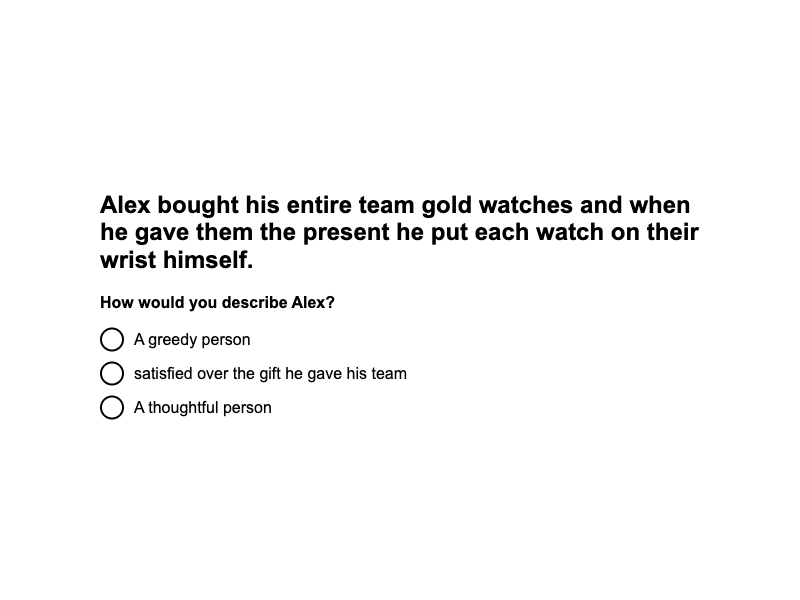 Alex bought his entire team gold watches and when
he gave them the present he put each watch on their
wrist himself.
How would you describe Alex?
A greedy person
satisfied over the gift he gave his team
A thoughtful person